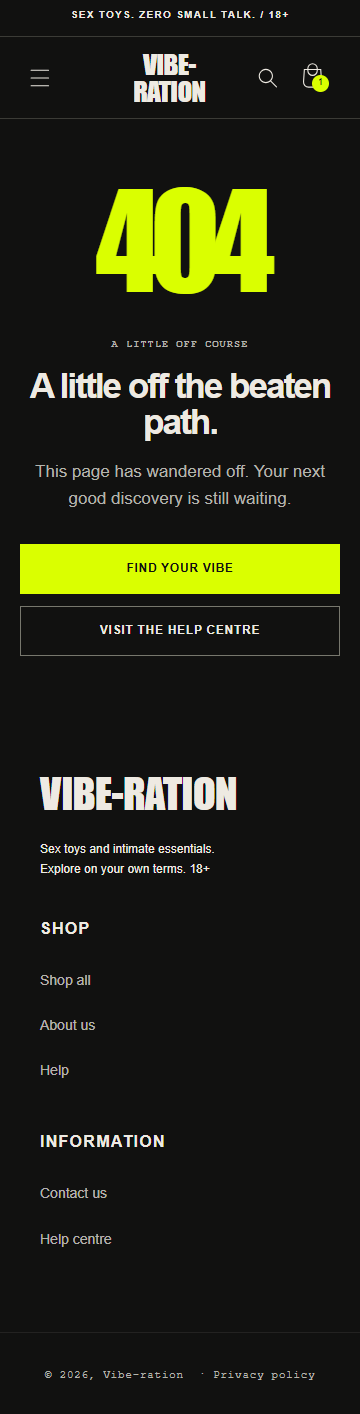 SEX TOYS. ZERO SMALL TALK. / 18+
VIBE-
RATION
1
404
A LITTLE OFF COURSE
A little off the beaten
path.
This page has wandered off. Your next
good discovery is still waiting.
FIND YOUR VIBE
VISIT THE HELP CENTRE
VIBE-RATION
Sex toys and intimate essentials.
Explore on your own terms. 18+
SHOP
Shop all
About us
Help
INFORMATION
Contact us
Help centre
© 2026, Vibe-ration · Privacy policy